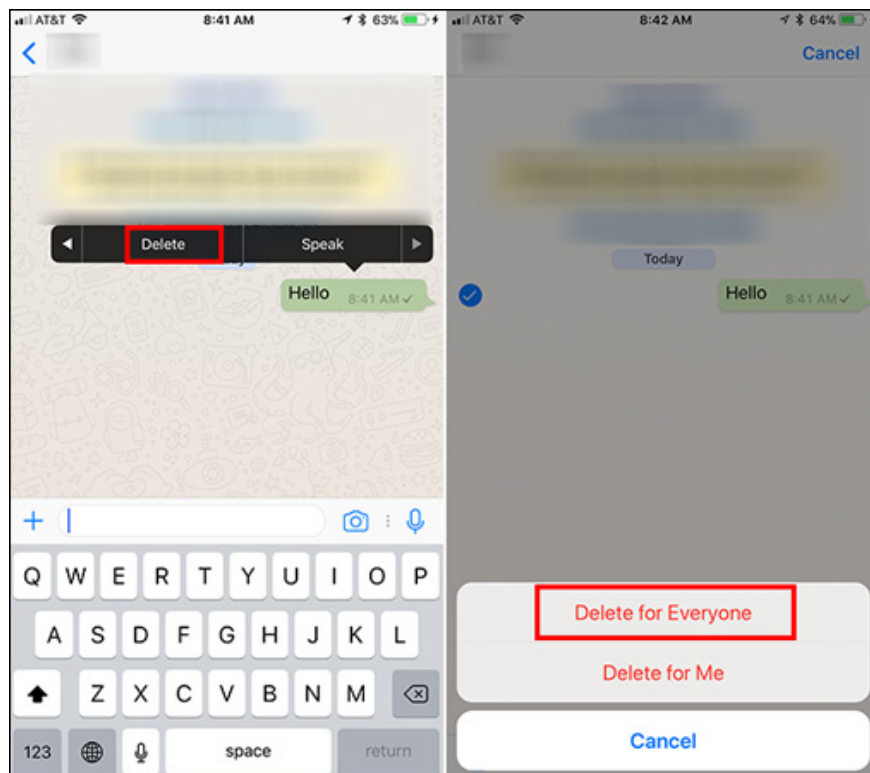 AT&T 8:41 AM 63%
Delete Speak
Hello 8:41 AM
Q W E R T Y U I O P
A S D F G H J K L
Z X C V B N M
123 space return
AT&T 8:42 AM 64%
Cancel
Today
Hello 8:41 AM
Delete for Everyone
Delete for Me
Cancel